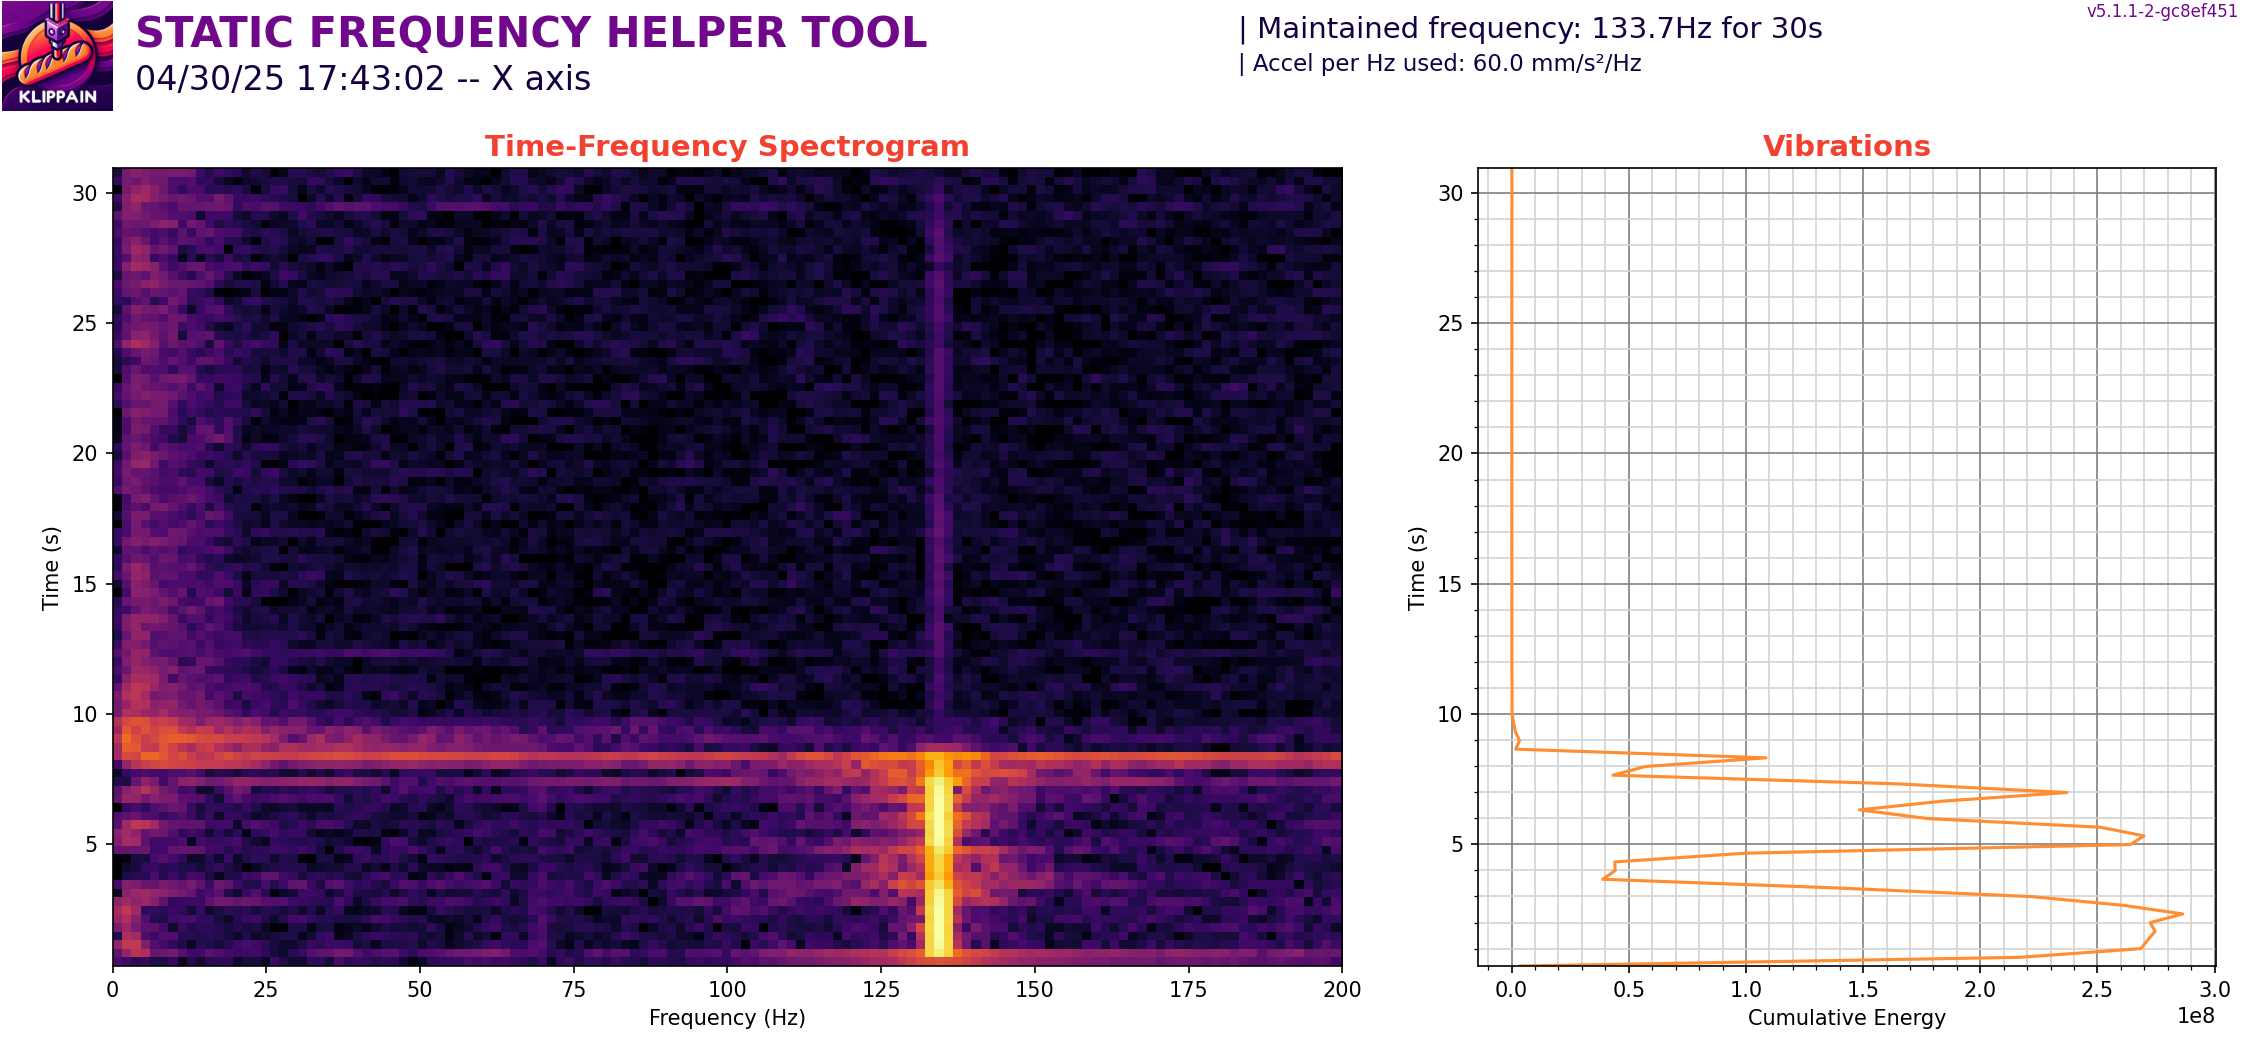 KLIPPAIN
STATIC FREQUENCY HELPER TOOL
04/30/25 17:43:02 -- X axis
| Maintained frequency: 133.7Hz for 30s
| Accel per Hz used: 60.0 mm/s²/Hz
v5.1.1-2-gc8ef451
Time-Frequency Spectrogram
30
25
20
15
10
5
Time (s)
0 25 50 75 100 125 150 175 200
Frequency (Hz)
Vibrations
30
25
20
15
10
5
Time (s)
0.0 0.5 1.0 1.5 2.0 2.5 3.0
Cumulative Energy
1e8